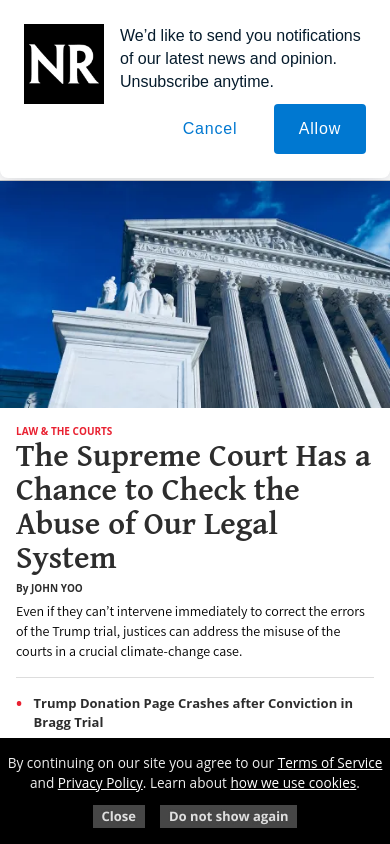 NR
We’d like to send you notifications
of our latest news and opinion.
Unsubscribe anytime.
Cancel
Allow
LAW & THE COURTS
The Supreme Court Has a
Chance to Check the
Abuse of Our Legal
System
By JOHN YOO
Even if they can’t intervene immediately to correct the errors
of the Trump trial, justices can address the misuse of the
courts in a crucial climate-change case.
• Trump Donation Page Crashes after Conviction in
Bragg Trial
By continuing on our site you agree to our Terms of Service
and Privacy Policy. Learn about how we use cookies.
Close
Do not show again